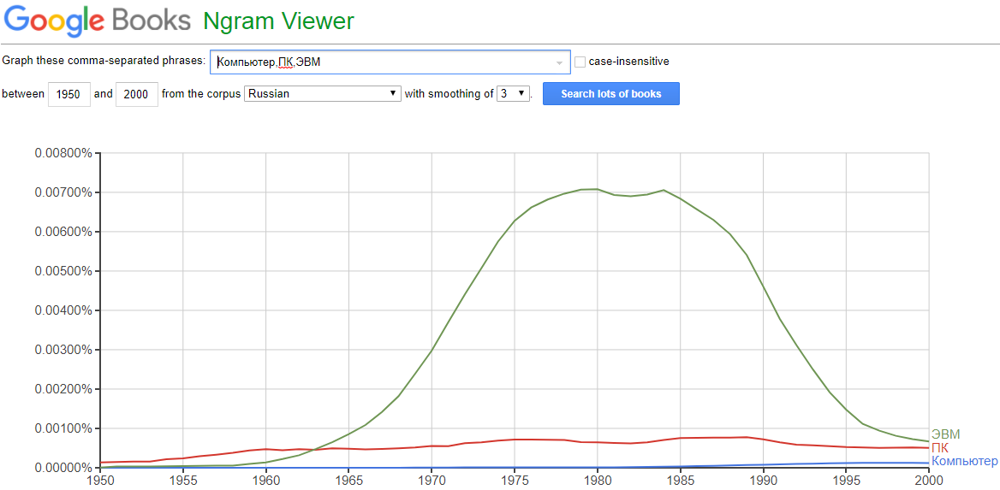 Google Books Ngram Viewer
Graph these comma-separated phrases: Компьютер,ПК,ЭВМ case-insensitive
between 1950 and 2000 from the corpus Russian with smoothing of 3 . Search lots of books
0.00800%
0.00700%
0.00600%
0.00500%
0.00400%
0.00300%
0.00200%
0.00100%
0.00000%
ЭВМ
ПК
Компьютер
1950 1955 1960 1965 1970 1975 1980 1985 1990 1995 2000